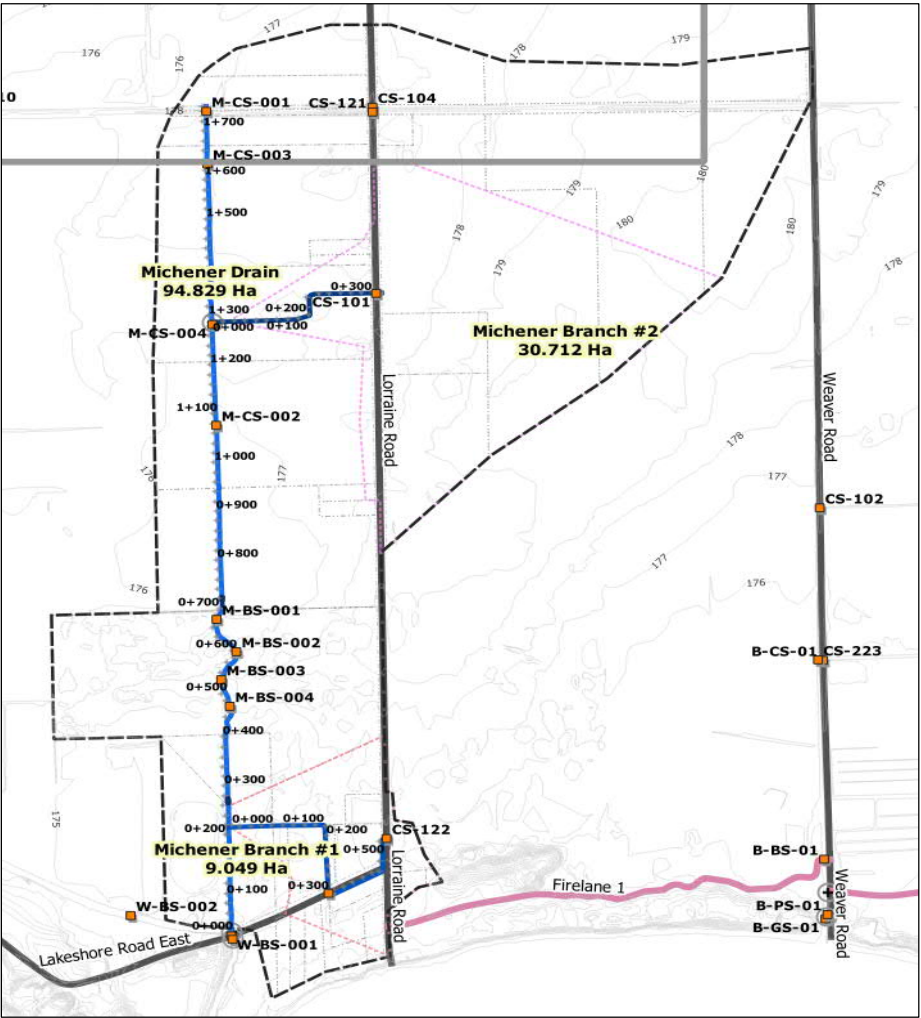 177
176
176
178
179
10
178
M-CS-001
CS-121
CS-104
1+700
M-CS-003
1+600
180
179
179
1+500
178
180
180
179
178
Michener Drain
94.829 Ha
0+300
CS-101
1+300
0+200
0+000
0+100
M-CS-004
Michener Branch #2
30.712 Ha
1+200
Lorraine Road
Weaver Road
1+100
M-CS-002
178
1+000
176
177
177
0+900
CS-102
0+800
177
176
176
0+700
M-BS-001
0+600
M-BS-002
B-CS-01
CS-223
M-BS-003
0+500
M-BS-004
0+400
0+300
175
0+000
0+100
0+200
0+200
CS-122
Michener Branch #1
9.049 Ha
0+500
B-BS-01
0+100
0+300
Lorraine Road
Firelane 1
Weaver Road
W-BS-002
B-PS-01
0+000
B-GS-01
W-BS-001
Lakeshore Road East